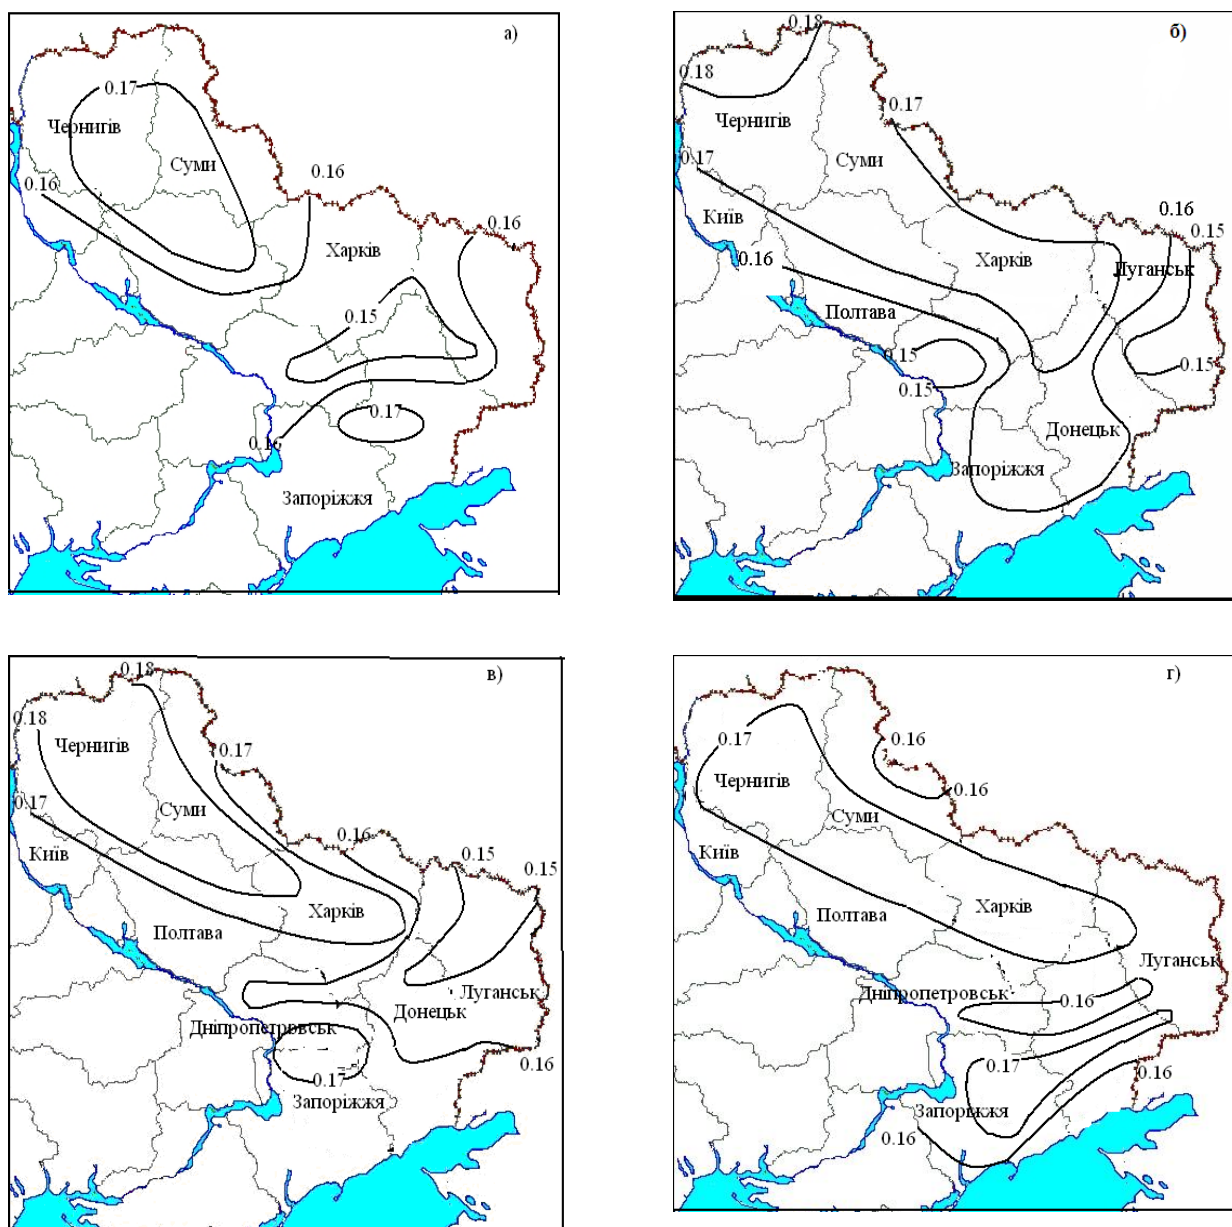 а)
0.17
Чернигів
Суми
0.16
0.16
0.16
Харків
0.15
0.17
0.16
Запоріжжя
б)
0.18
0.18
0.17
Чернигів
0.17
Суми
0.16
Київ
0.15
0.16
Харків
Луганськ
Полтава
0.15
0.15
0.15
Донецьк
Запоріжжя
в)
0.18
0.18
Чернигів
0.17
0.17
Суми
0.16
0.15
0.15
Київ
Харків
Полтава
Луганськ
Донецьк
Дніпропетровськ
0.16
0.17
Запоріжжя
г)
0.17
0.16
Чернигів
0.16
Суми
Київ
Харків
Полтава
Луганськ
Дніпропетровськ
0.16
0.17
0.16
Запоріжжя
0.16